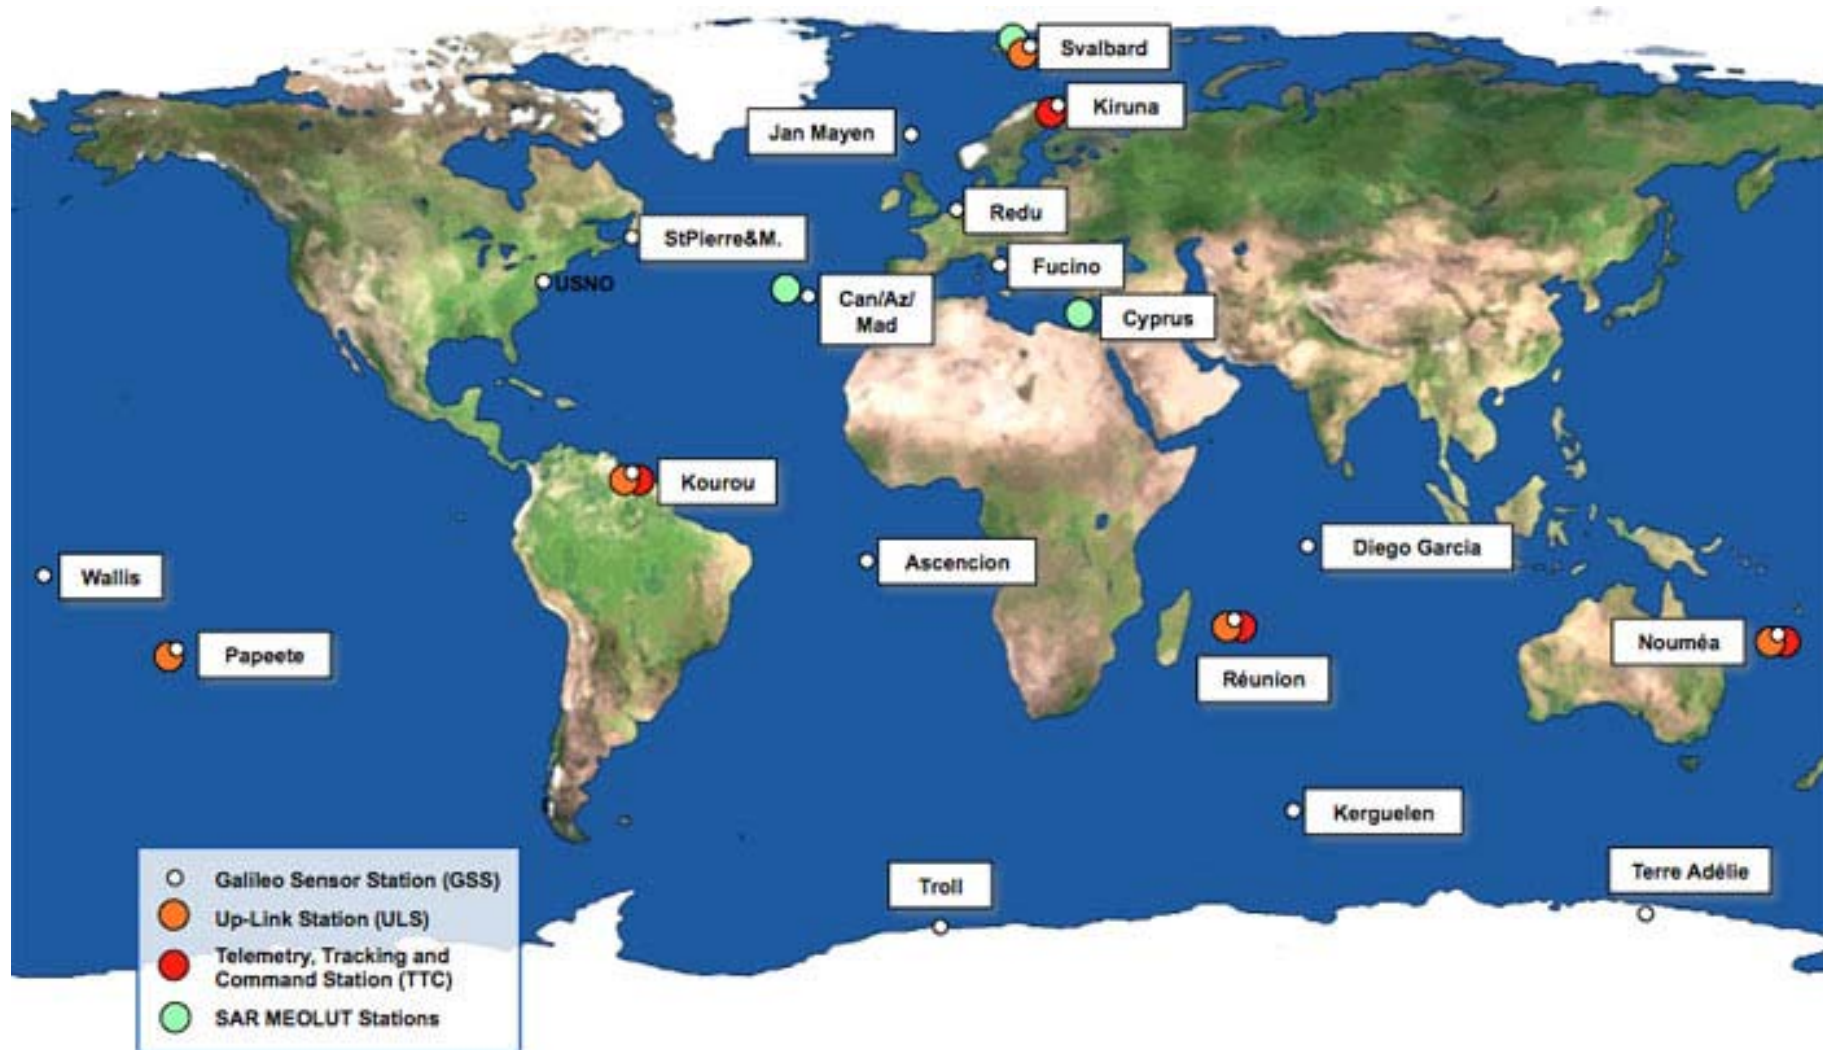 Svalbard
Kiruna
Jan Mayen
Redu
StPierre&M.
Fucino
USNO
Can/Az/
Mad
Cyprus
Kourou
Diego Garcia
Ascencion
Wallis
Nouméa
Papeete
Réunion
Kerguelen
Terre Adélie
Troll
Galileo Sensor Station (GSS)
Up-Link Station (ULS)
Telemetry, Tracking and
Command Station (TTC)
SAR MEOLUT Stations